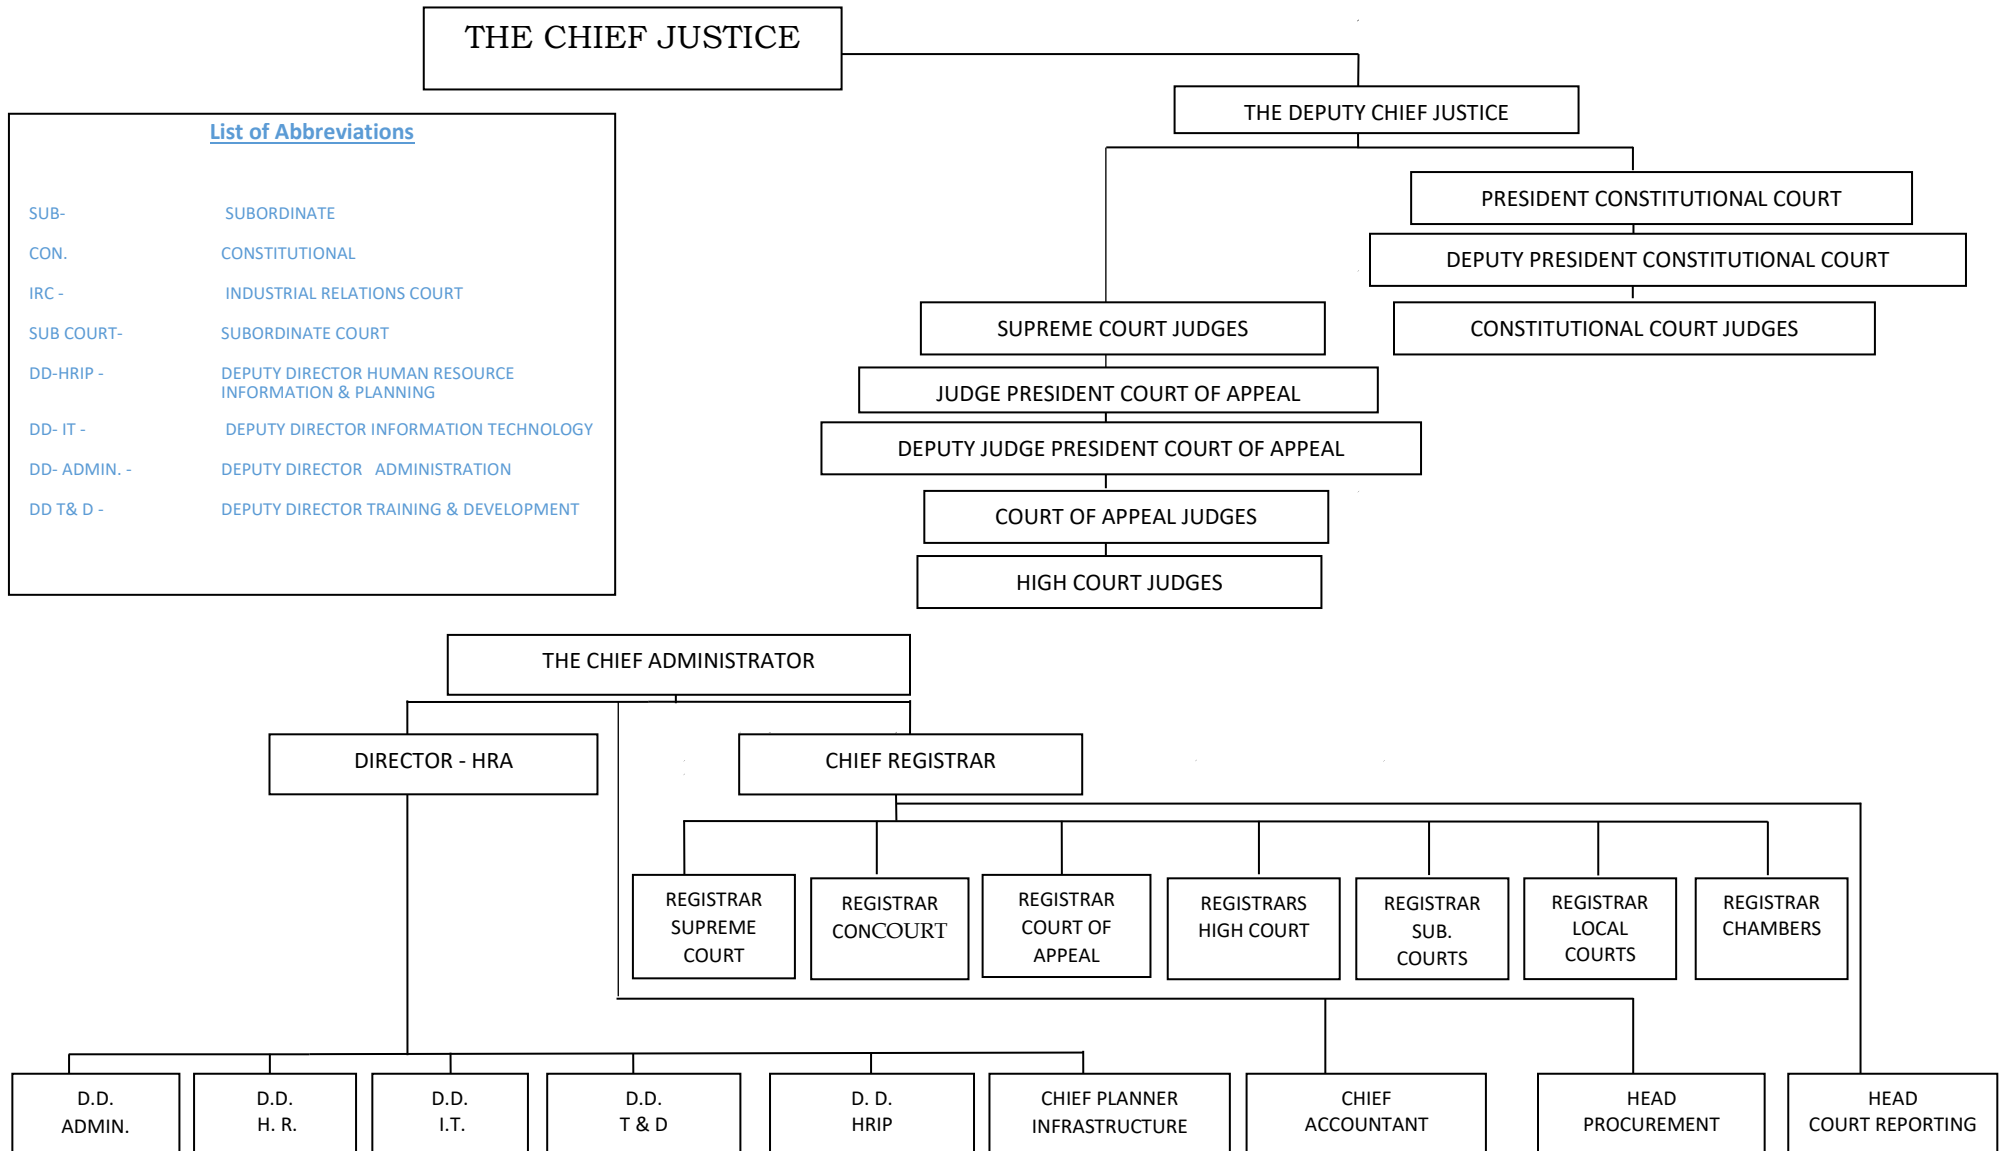 THE CHIEF JUSTICE
THE DEPUTY CHIEF JUSTICE
List of Abbreviations
SUB- SUBORDINATE
CON. CONSTITUTIONAL
IRC - INDUSTRIAL RELATIONS COURT
SUB COURT- SUBORDINATE COURT
DD-HRIP - DEPUTY DIRECTOR HUMAN RESOURCE
INFORMATION & PLANNING
DD- IT - DEPUTY DIRECTOR INFORMATION TECHNOLOGY
DD- ADMIN. - DEPUTY DIRECTOR ADMINISTRATION
DD T& D - DEPUTY DIRECTOR TRAINING & DEVELOPMENT
PRESIDENT CONSTITUTIONAL COURT
DEPUTY PRESIDENT CONSTITUTIONAL COURT
CONSTITUTIONAL COURT JUDGES
SUPREME COURT JUDGES
JUDGE PRESIDENT COURT OF APPEAL
DEPUTY JUDGE PRESIDENT COURT OF APPEAL
COURT OF APPEAL JUDGES
HIGH COURT JUDGES
THE CHIEF ADMINISTRATOR
DIRECTOR - HRA
CHIEF REGISTRAR
REGISTRAR
SUPREME
COURT
REGISTRAR
CONCOURT
REGISTRAR
COURT OF
APPEAL
REGISTRARS
HIGH COURT
REGISTRAR
SUB.
COURTS
REGISTRAR
LOCAL
COURTS
REGISTRAR
CHAMBERS
D.D.
ADMIN.
D.D.
H. R.
D.D.
I.T.
D.D.
T & D
D. D.
HRIP
CHIEF PLANNER
INFRASTRUCTURE
CHIEF
ACCOUNTANT
HEAD
PROCUREMENT
HEAD
COURT REPORTING